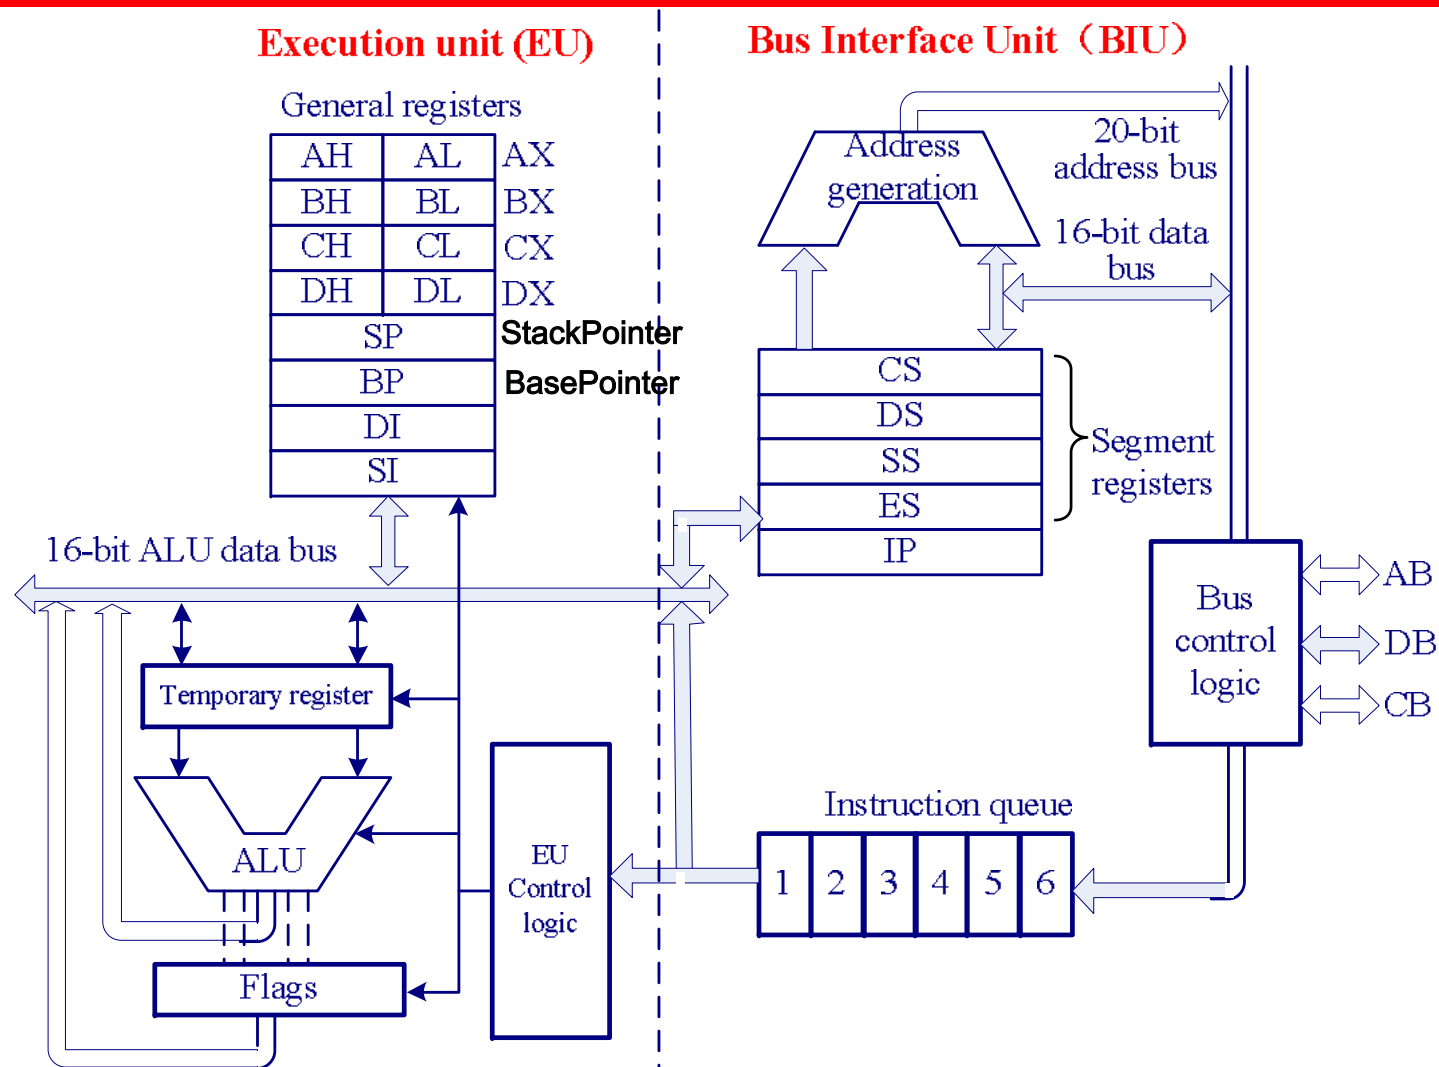 Execution unit (EU)
Bus Interface Unit（BIU）
General registers
AH AL AX
BH BL BX
CH CL CX
DH DL DX
SP StackPointer
BP BasePointer
DI
SI
16-bit ALU data bus
Temporary register
ALU
Flags
EU
Control
logic
Address
generation
20-bit
address bus
16-bit data
bus
CS
DS
SS
ES
IP
Segment
registers
Bus
control
logic
AB
DB
CB
Instruction queue
1 2 3 4 5 6